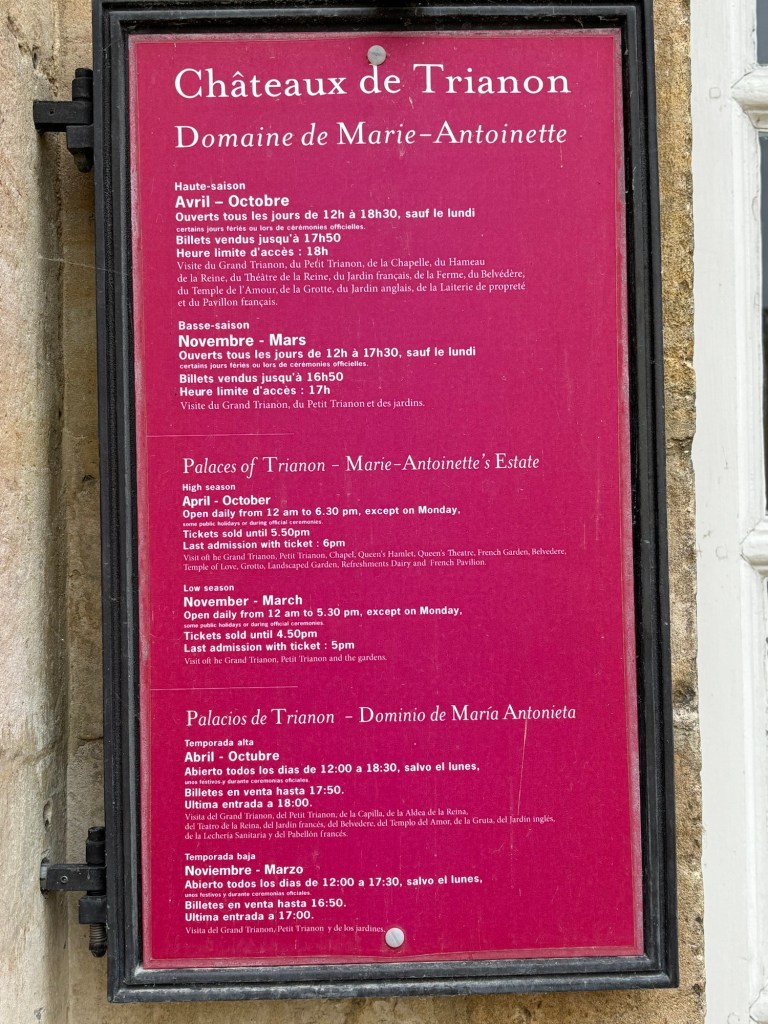 Châteaux de Trianon
Domaine de Marie-Antoinette
Haute-saison
Avril – Octobre
Ouverts tous les jours de 12h à 18h30, sauf le lundi
certains jours fériés ou lors de cérémonies officielles.
Billets vendus jusqu'à 17h50
Heure limite d'accès : 18h
Visite du Grand Trianon, du Petit Trianon, de la Chapelle, du Hameau
de la Reine, du Théâtre de la Reine, du Jardin français, de la Ferme, du Belvédère,
du Temple de l'Amour, de la Grotte, du Jardin anglais, de la Laiterie de propreté
et du Pavillon français.
Basse-saison
Novembre - Mars
Ouverts tous les jours de 12h à 17h30, sauf le lundi
certains jours fériés ou lors de cérémonies officielles.
Billets vendus jusqu'à 16h50
Heure limite d'accès : 17h
Visite du Grand Trianon, du Petit Trianon et des jardins.
Palaces of Trianon - Marie-Antoinette's Estate
High season
April - October
Open daily from 12 am to 6.30 pm, except on Monday,
some public holidays or during official ceremonies.
Tickets sold until 5.50pm
Last admission with ticket : 6pm
Visit oft he Grand Trianon, Petit Trianon, Chapel, Queen's Hamlet, Queen's Theatre, French Garden, Belvedere,
Temple of Love, Grotto, Landscaped Garden, Refreshments Dairy and French Pavilion.
Low season
November - March
Open daily from 12 am to 5.30 pm, except on Monday,
some public holidays or during official ceremonies.
Tickets sold until 4.50pm
Last admission with ticket : 5pm
Visit oft he Grand Trianon, Petit Trianon and the gardens.
Palacios de Trianon - Dominio de María Antonieta
Temporada alta
Abril - Octubre
Abierto todos los dias de 12:00 a 18:30, salvo el lunes,
unos festivos y durante ceremonias oficiales.
Billetes en venta hasta 17:50.
Ultima entrada a 18:00.
Visita del Grand Trianon, del Petit Trianon, de la Capilla, de la Aldea de la Reina,
del Teatro de la Reina, del Jardín francés, del Belvedere, del Templo del Amor, de la Gruta, del Jardín inglés,
de la Lechería Sanitaria y del Pabellón francés.
Temporada baja
Noviembre - Marzo
Abierto todos los dias de 12:00 a 17:30, salvo el lunes,
unos festivos y durante ceremonias oficiales.
Billetes en venta hasta 16:50.
Ultima entrada a 17:00.
Visita del Grand Trianon, Petit Trianon y de los jardines.